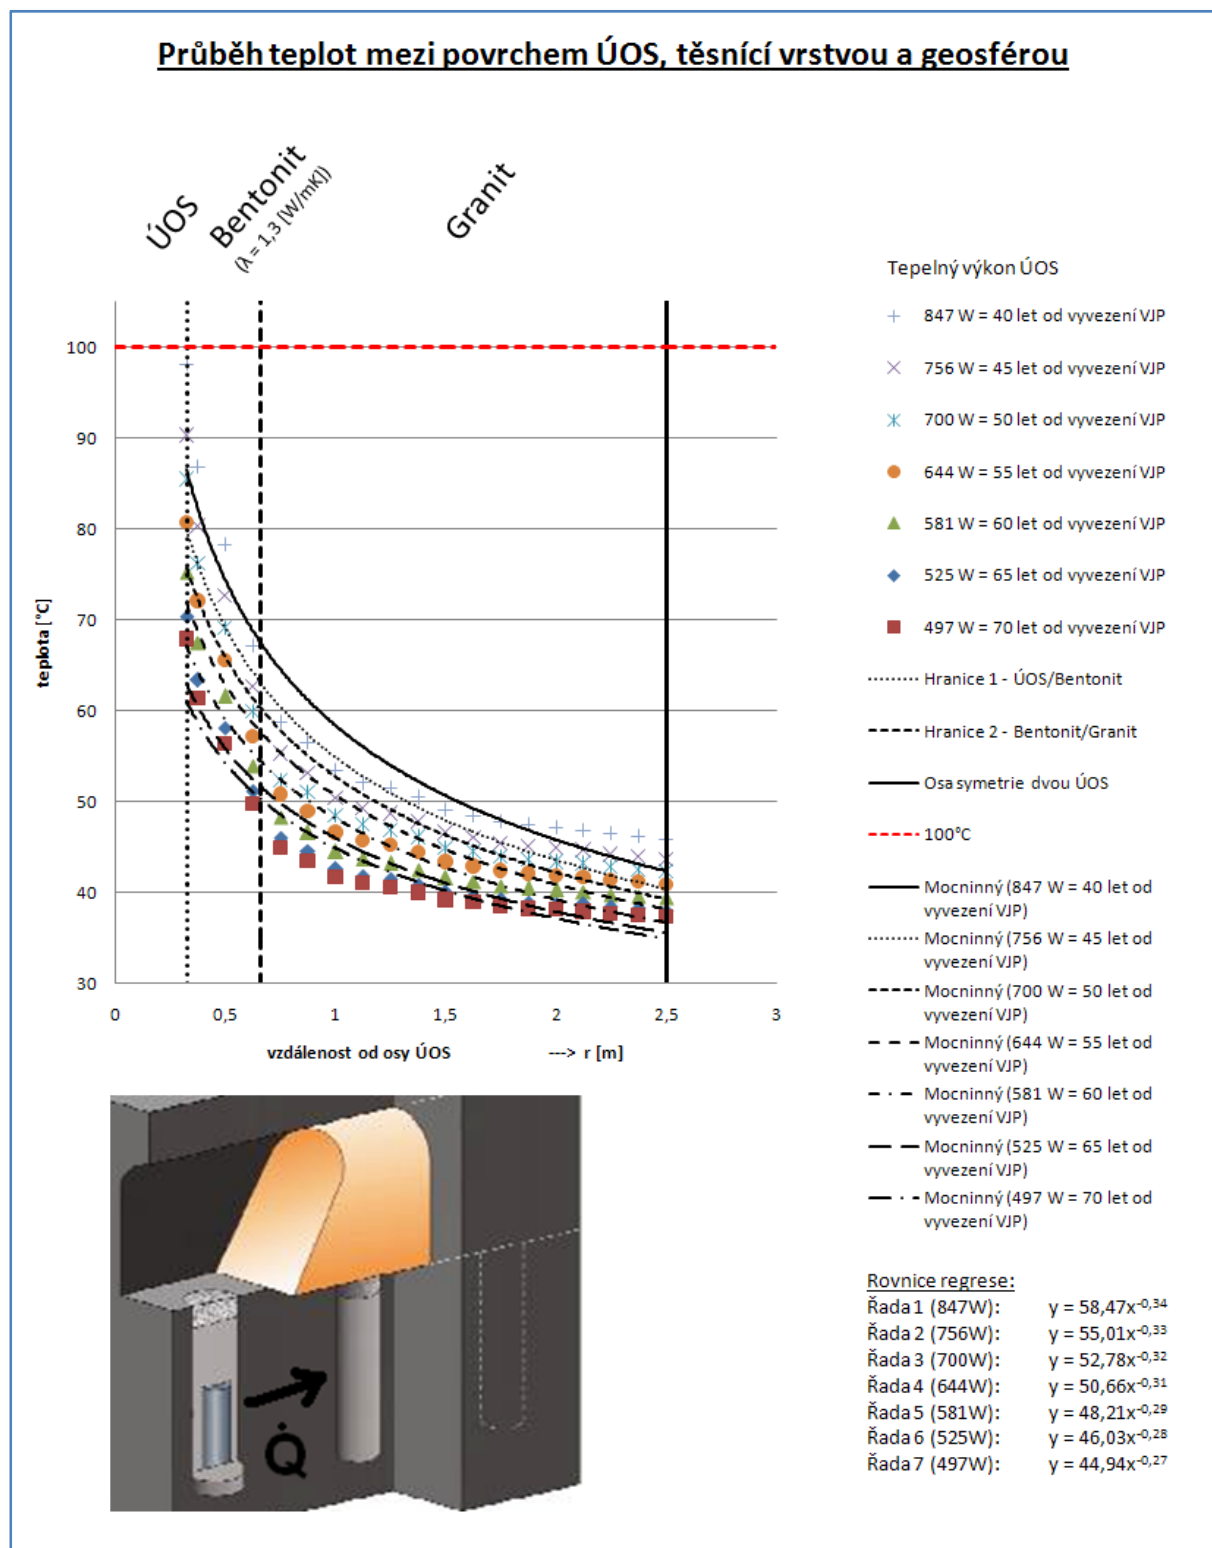 Průběh teplot mezi povrchem ÚOS, těsnící vrstvou a geosférou
ÚOS
Bentonit
(λ = 1,3 [W/mK])
Granit
teplota [°C]
100
90
80
70
60
50
40
30
0
0,5
1
1,5
2
2,5
3
vzdálenost od osy ÚOS ---> r [m]
Tepelný výkon ÚOS
847 W = 40 let od vyvezení VJP
756 W = 45 let od vyvezení VJP
700 W = 50 let od vyvezení VJP
644 W = 55 let od vyvezení VJP
581 W = 60 let od vyvezení VJP
525 W = 65 let od vyvezení VJP
497 W = 70 let od vyvezení VJP
Hranice 1 - ÚOS/Bentonit
Hranice 2 - Bentonit/Granit
Osa symetrie dvou ÚOS
100°C
Mocninný (847 W = 40 let od
vyvezení VJP)
Mocninný (756 W = 45 let od
vyvezení VJP)
Mocninný (700 W = 50 let od
vyvezení VJP)
Mocninný (644 W = 55 let od
vyvezení VJP)
Mocninný (581 W = 60 let od
vyvezení VJP)
Mocninný (525 W = 65 let od
vyvezení VJP)
Mocninný (497 W = 70 let od
vyvezení VJP)
Rovnice regrese:
Řada 1 (847W): y = 58,47x^-0,34
Řada 2 (756W): y = 55,01x^-0,33
Řada 3 (700W): y = 52,78x^-0,32
Řada 4 (644W): y = 50,66x^-0,31
Řada 5 (581W): y = 48,21x^-0,29
Řada 6 (525W): y = 46,03x^-0,28
Řada 7 (497W): y = 44,94x^-0,27
Q̇